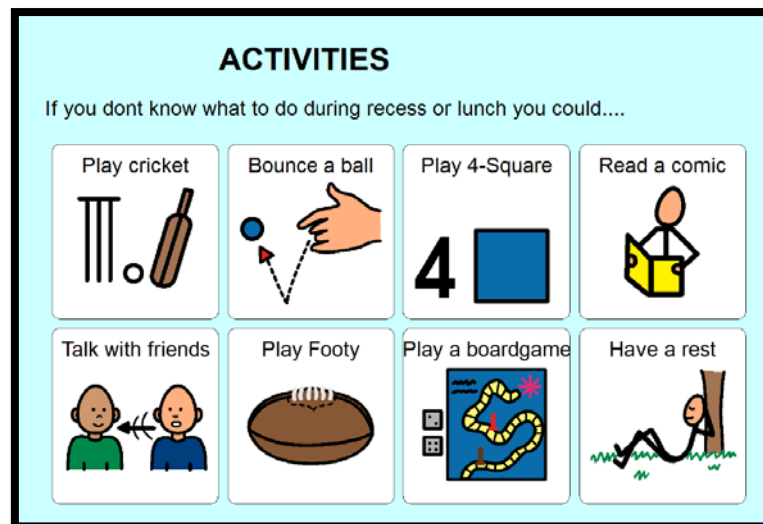 ACTIVITIES
If you dont know what to do during recess or lunch you could....
Play cricket
Bounce a ball
Play 4-Square
Read a comic
4
Talk with friends
Play Footy
Play a boardgame
Have a rest